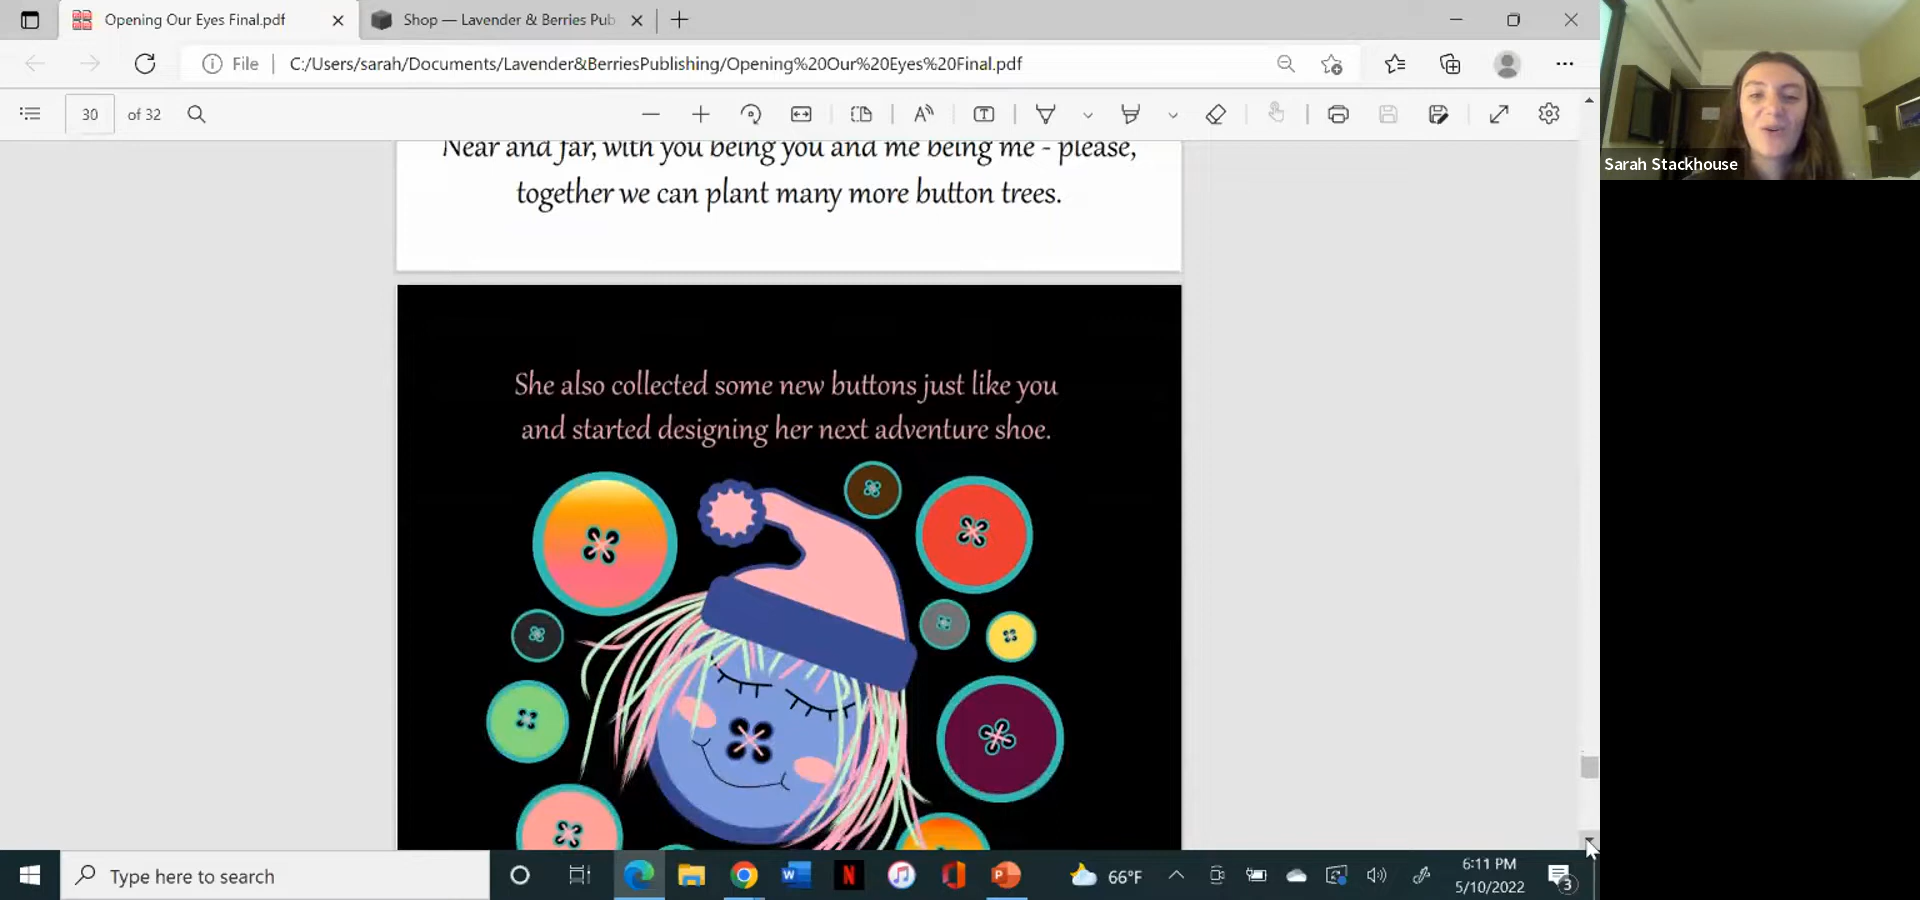 Opening Our Eyes Final.pdf
Shop — Lavender & Berries Pub
File
C:/Users/sarah/Documents/Lavender&BerriesPublishing/Opening%20Our%20Eyes%20Final.pdf
30 of 32
Sarah Stackhouse
Near and far, with you being you and me being me - please,
together we can plant many more button trees.
She also collected some new buttons just like you
and started designing her next adventure shoe.
Type here to search
66°F
6:11 PM
5/10/2022
3